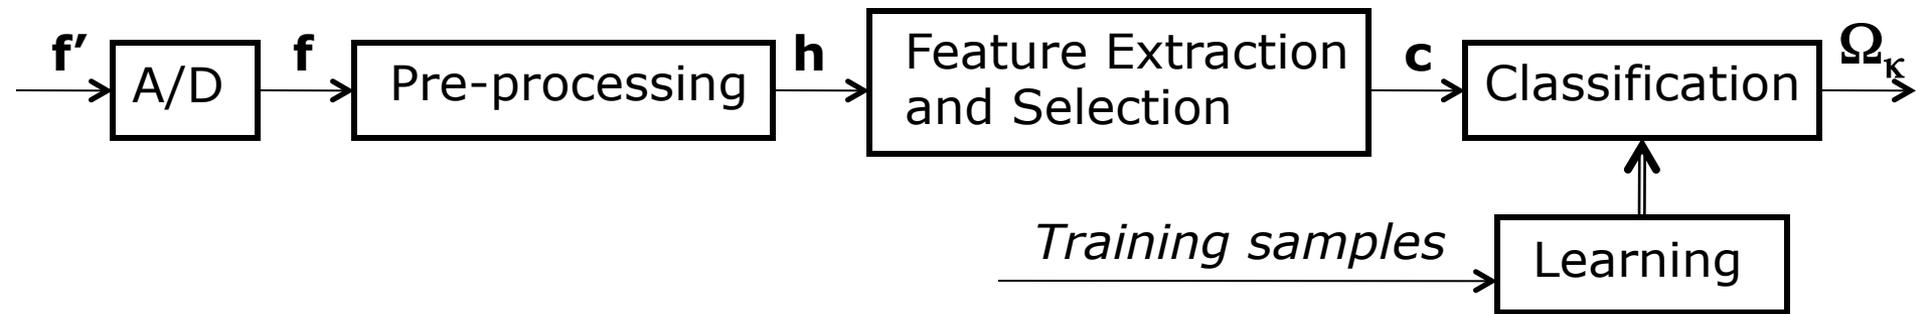 f′
A/D
f
Pre-processing
h
Feature Extraction
and Selection
c
Classification
Ωκ
Training samples
Learning